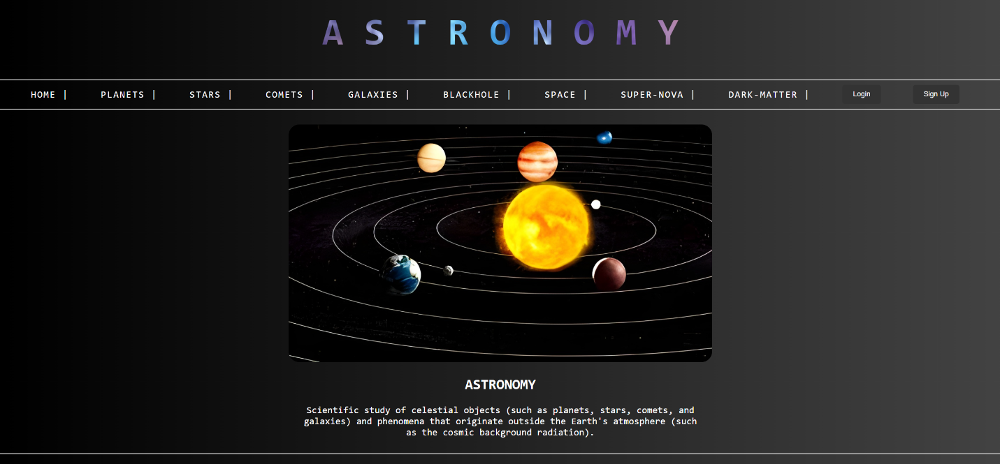 A S T R O N O M Y
HOME | PLANETS | STARS | COMETS | GALAXIES | BLACKHOLE | SPACE | SUPER-NOVA | DARK-MATTER | Login Sign Up
ASTRONOMY
Scientific study of celestial objects (such as planets, stars, comets, and
galaxies) and phenomena that originate outside the Earth's atmosphere (such
as the cosmic background radiation).